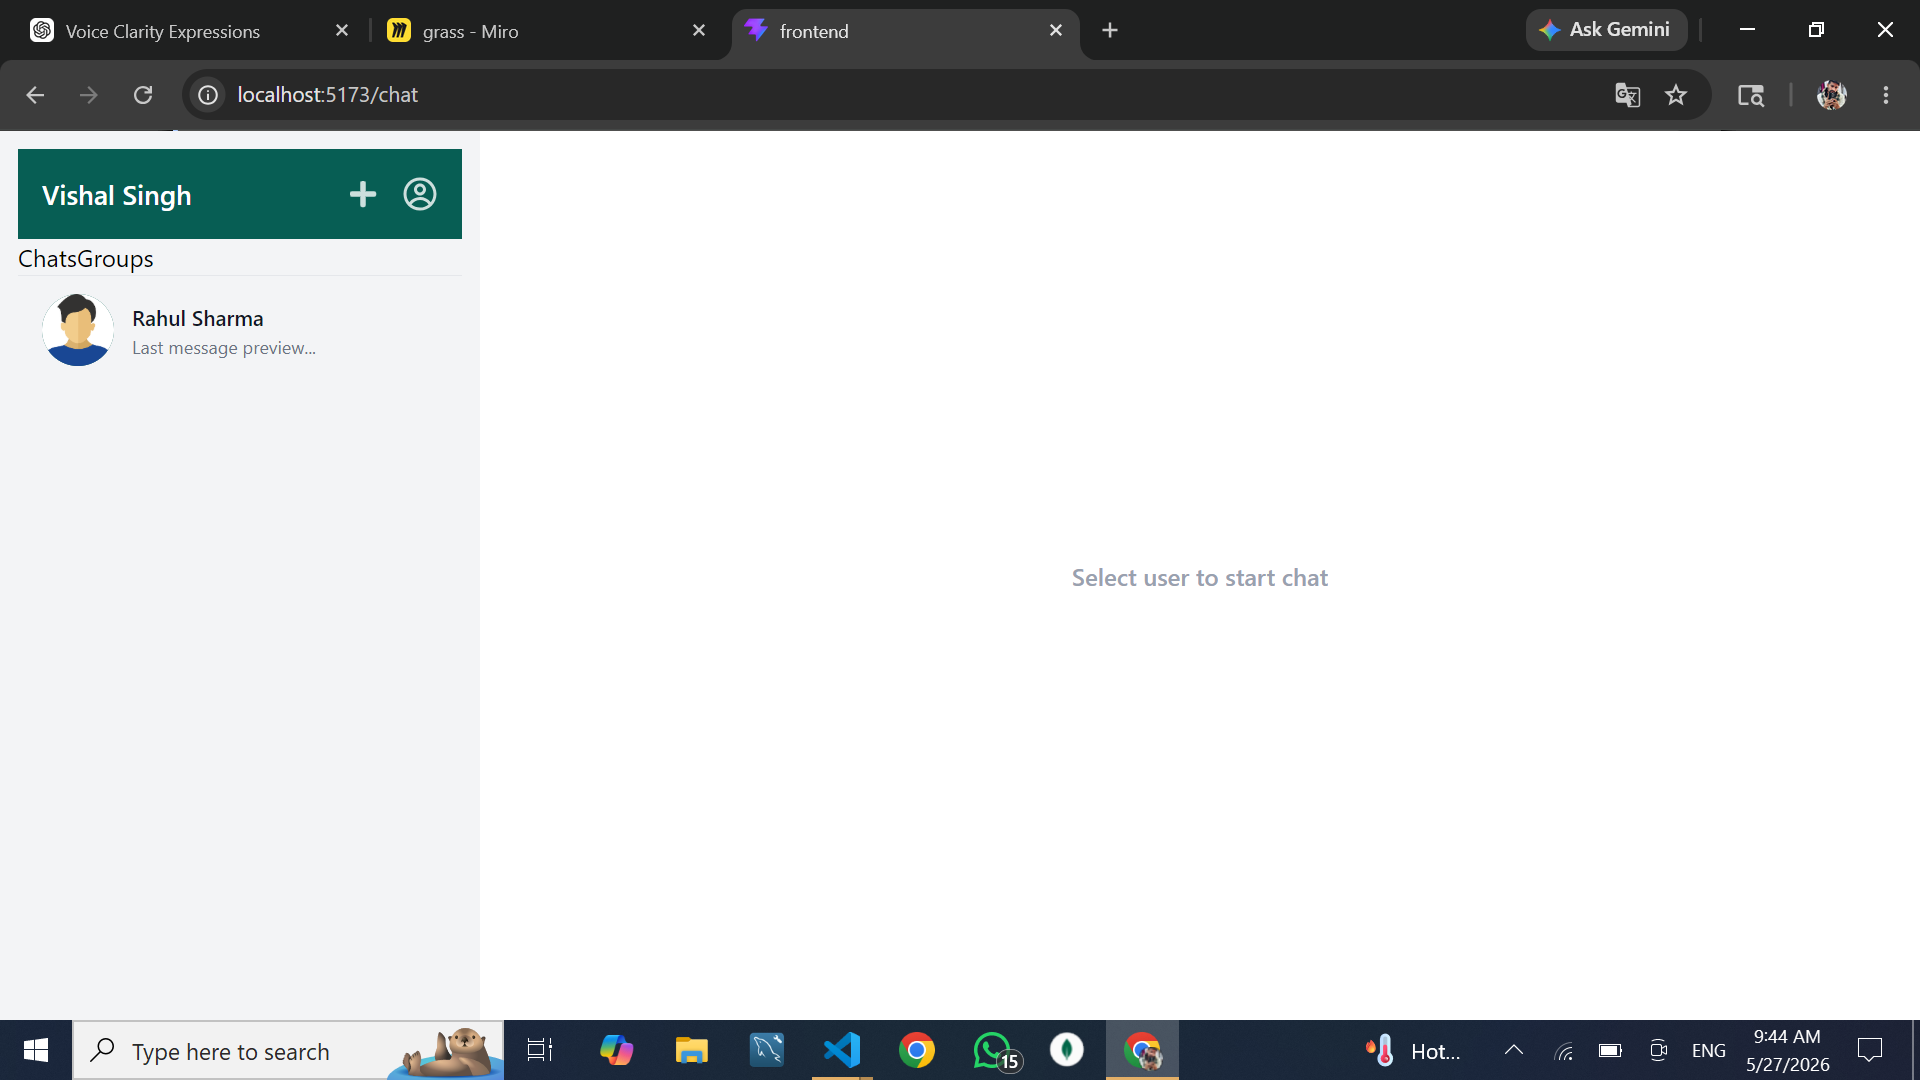 Voice Clarity Expressions
grass - Miro
frontend
Ask Gemini
localhost:5173/chat
Vishal Singh
ChatsGroups
Rahul Sharma
Last message preview...
Select user to start chat
Type here to search
15
Hot...
ENG
9:44 AM
5/27/2026